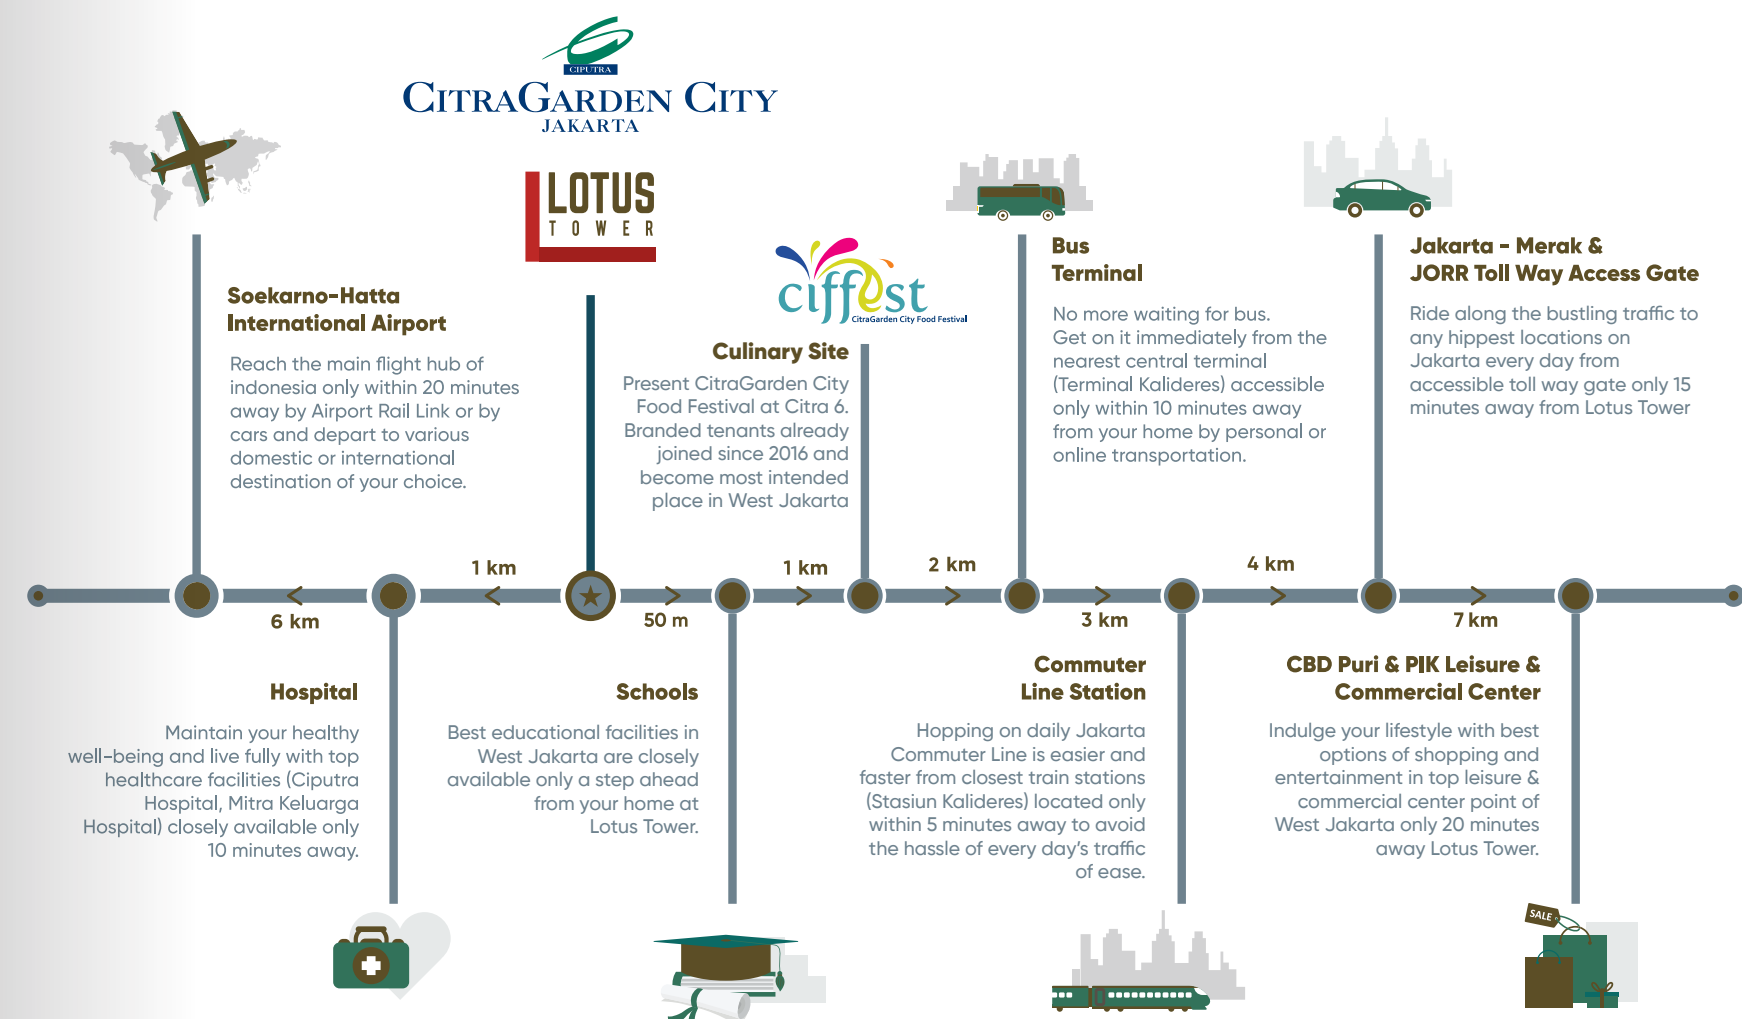 CIPUTRA
CITRAGARDEN CITY
JAKARTA
LOTUS
TOWER
Soekarno-Hatta
International Airport
Reach the main flight hub of
indonesia only within 20 minutes
away by Airport Rail Link or by
cars and depart to various
domestic or international
destination of your choice.
ciffest
CitraGarden City Food Festival
Culinary Site
Present CitraGarden City
Food Festival at Citra 6.
Branded tenants already
joined since 2016 and
become most intended
place in West Jakarta
Bus
Terminal
No more waiting for bus.
Get on it immediately from the
nearest central terminal
(Terminal Kalideres) accessible
only within 10 minutes away
from your home by personal or
online transportation.
Jakarta - Merak &
JORR Toll Way Access Gate
Ride along the bustling traffic to
any hippest locations on
Jakarta every day from
accessible toll way gate only 15
minutes away from Lotus Tower
6 km
1 km
50 m
1 km
2 km
3 km
4 km
7 km
Hospital
Maintain your healthy
well-being and live fully with top
healthcare facilities (Ciputra
Hospital, Mitra Keluarga
Hospital) closely available only
10 minutes away.
Schools
Best educational facilities in
West Jakarta are closely
available only a step ahead
from your home at
Lotus Tower.
Commuter
Line Station
Hopping on daily Jakarta
Commuter Line is easier and
faster from closest train stations
(Stasiun Kalideres) located only
within 5 minutes away to avoid
the hassle of every day's traffic
of ease.
CBD Puri & PIK Leisure &
Commercial Center
Indulge your lifestyle with best
options of shopping and
entertainment in top leisure &
commercial center point of
West Jakarta only 20 minutes
away Lotus Tower.
SALE